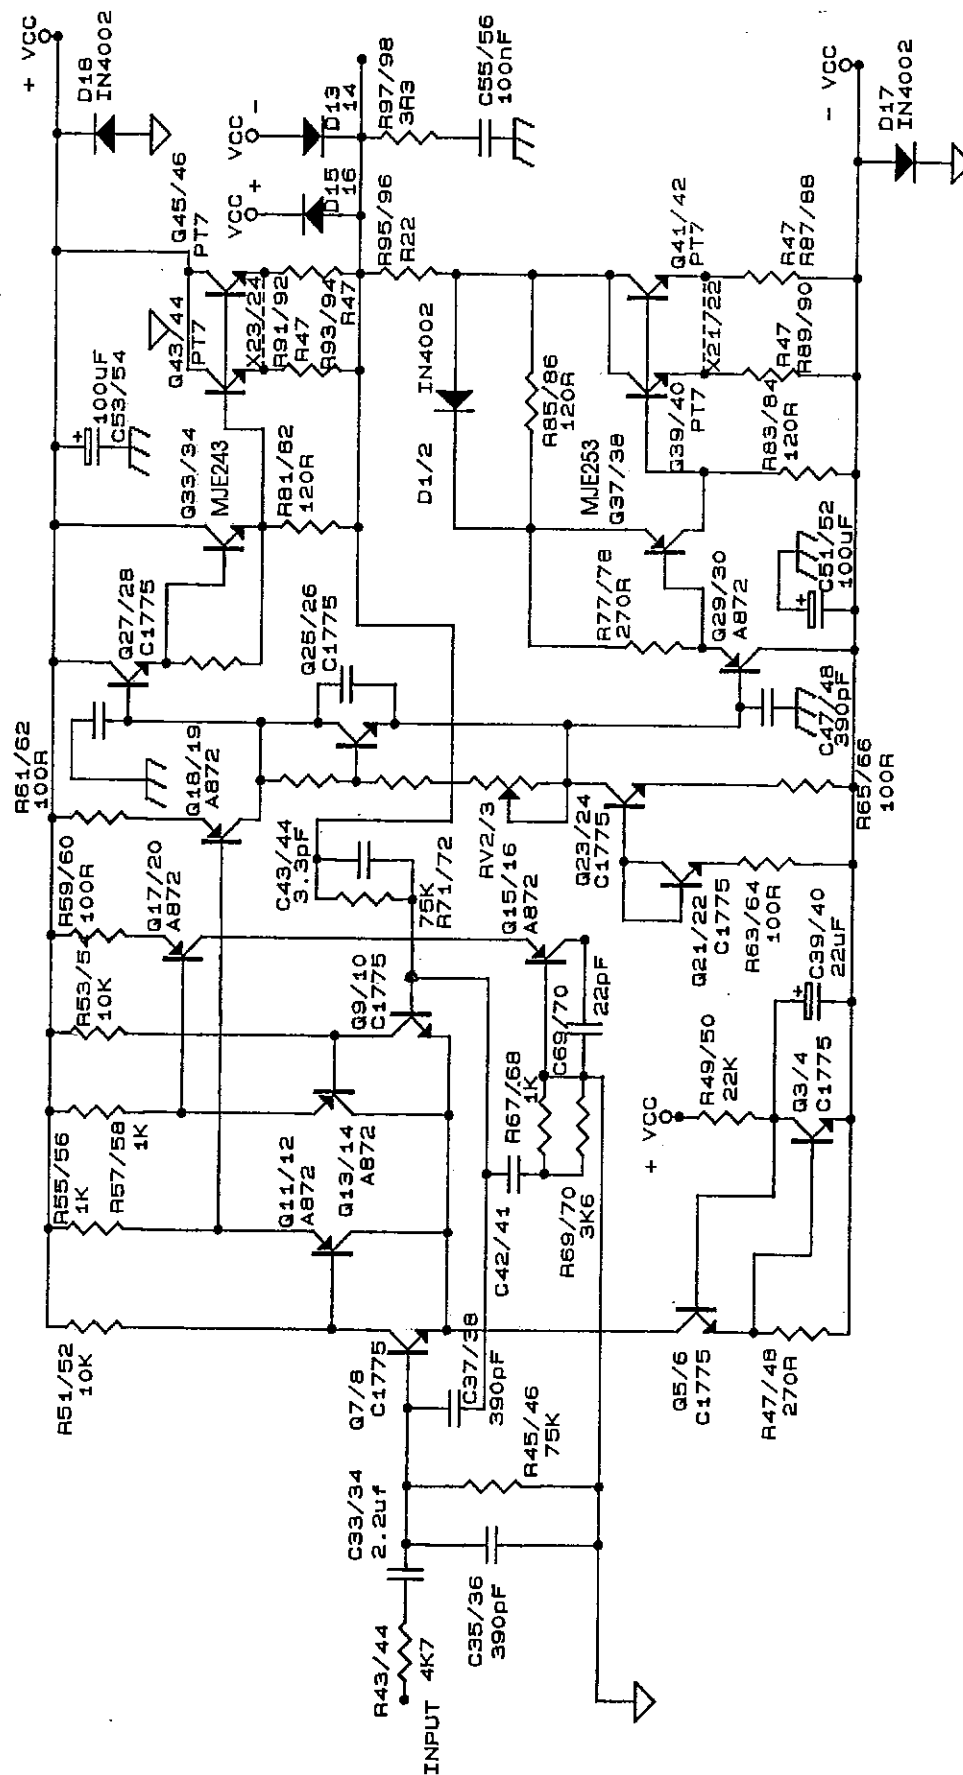 + VCC
D18
IN4002
VCC -
D13
14
R97/98
3R3
C55/56
100nF
- VCC
D17
IN4002
VCC +
D15
16
Q45/46
PT7
R95/96
R22
Q41/42
PT7
R47
R87/88
Q43/44
PT7
X23/24
R91/92
R47
R93/94
R47
IN4002
D1/2
R85/86
120R
X21/22
R47
R89/90
100uF
C53/54
+
Q33/34
MJE243
R81/82
120R
MJE253
Q37/38
Q39/40
PT7
R83/84
120R
Q27/28
C1775
Q25/26
C1775
R77/78
270R
Q29/30
A872
+
C51/52
100uF
C47/48
390pF
R61/62
100R
Q18/19
A872
RV2/3
Q23/24
C1775
R65/66
100R
R59/60
100R
Q17/20
A872
C43/44
3.3pF
75K
R71/72
Q15/16
A872
Q21/22
C1775
R63/64
100R
R53/54
10K
Q9/10
C1775
C69/70
22pF
+
C39/40
22uF
R55/56
1K
R57/58
1K
Q11/12
A872
Q13/14
A872
R67/68
1K
C42/41
R69/70
3K6
+ VCC
R49/50
22K
Q3/4
C1775
R51/52
10K
Q7/8
C1775
C37/38
390pF
R45/46
75K
Q5/6
C1775
R47/48
270R
C33/34
2.2uf
C35/36
390pF
R43/44
4K7
INPUT